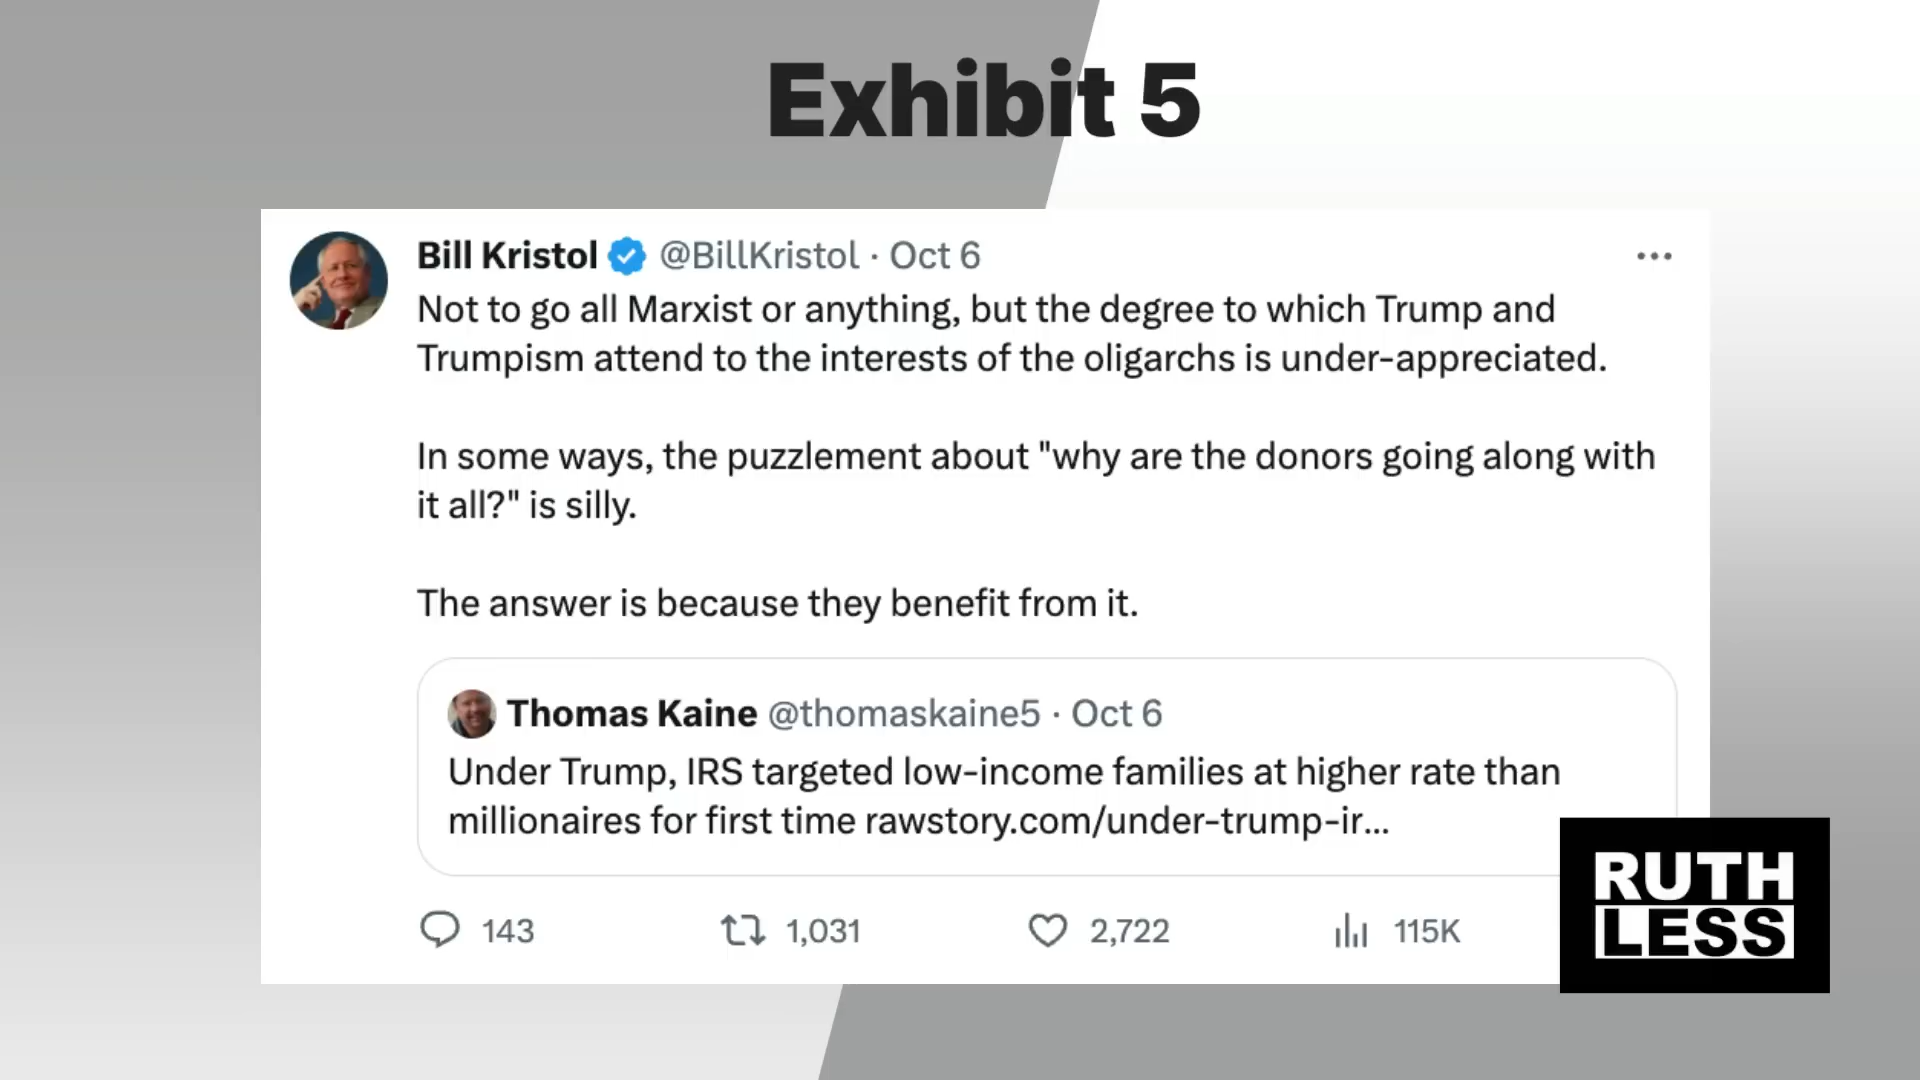 Exhibit 5
Bill Kristol @BillKristol · Oct 6
Not to go all Marxist or anything, but the degree to which Trump and
Trumpism attend to the interests of the oligarchs is under-appreciated.
In some ways, the puzzlement about "why are the donors going along with
it all?" is silly.
The answer is because they benefit from it.
Thomas Kaine @thomaskaine5 · Oct 6
Under Trump, IRS targeted low-income families at higher rate than
millionaires for first time rawstory.com/under-trump-ir...
143 1,031 2,722 115K
RUTH
LESS